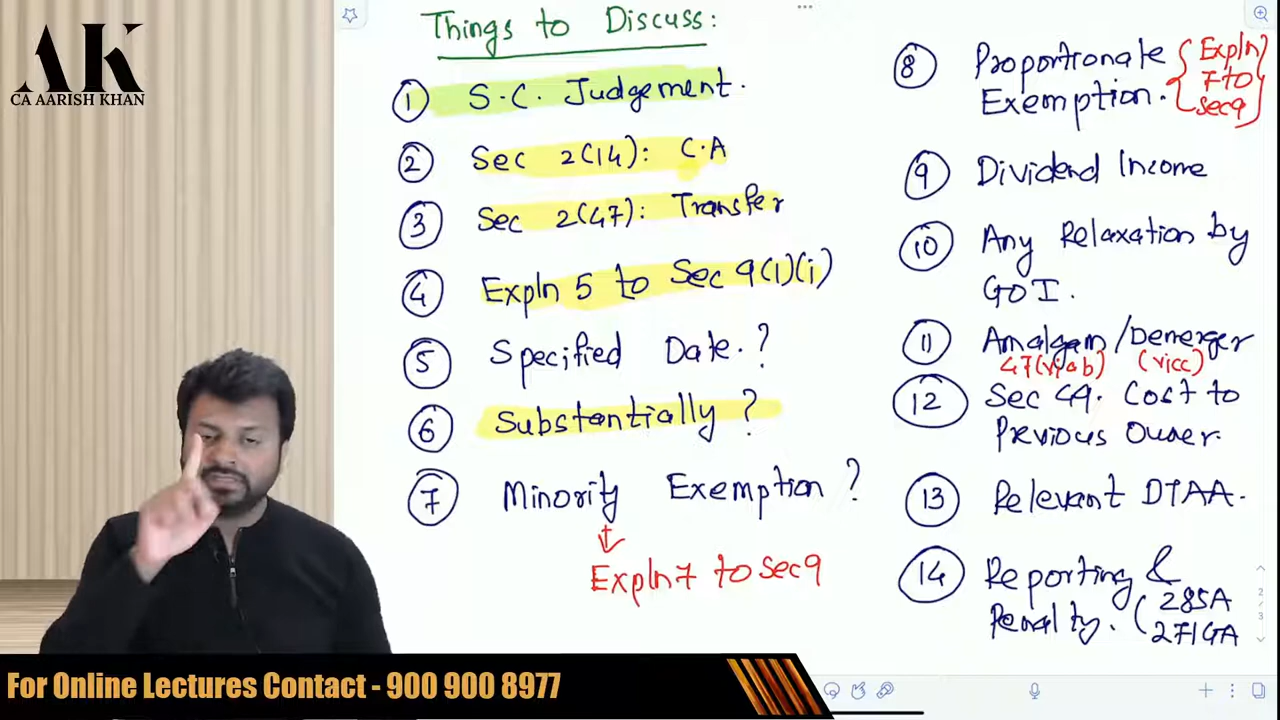 AK
CA AARISH KHAN
Things to Discuss:
① S.C. Judgement.
② Sec 2(14): C.A
③ Sec 2(47): Transfer
④ Expln 5 to Sec 9(1)(i)
⑤ Specified Date.?
⑥ Substantially?
⑦ Minority Exemption?
Expln 7 to Sec 9
⑧ Proportionate
Exemption.
{Expln
7 to
Sec 9}
⑨ Dividend Income
⑩ Any Relaxation by
GOI.
⑪ Amalgam/Demerger
47(viab) (vicc)
⑫ Sec 49. Cost to
Previous Owner.
⑬ Relevant DTAA.
⑭ Reporting &
Penalty. (285A
271GA
For Online Lectures Contact - 900 900 8977